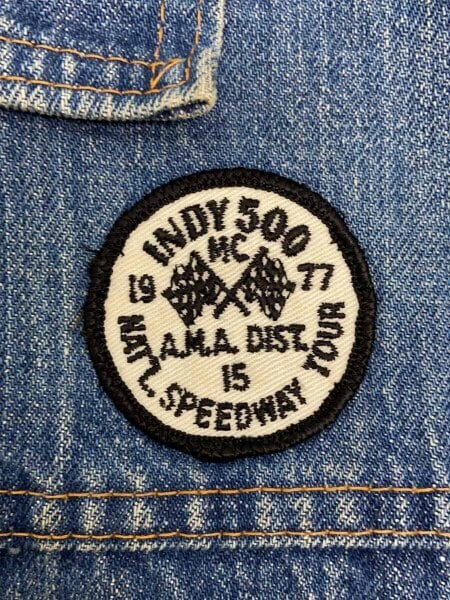 INDY 500
MC
19 77
A.M.A. DIST.
15
NAT'L. SPEEDWAY TOUR